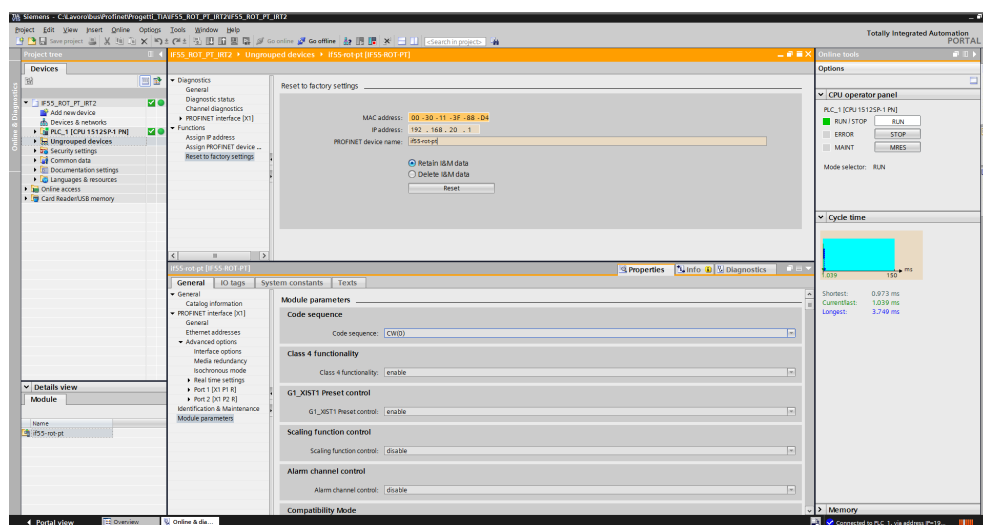 Siemens - C:\Lavoro\bus\Profinet\Progetti_TIA\IF55_ROT_PT_IRT2\IF55_ROT_PT_IRT2
Project Edit View Insert Online Options Tools Window Help
Totally Integrated Automation
PORTAL
Save project
Go online
Go offline
<Search in project>
Project tree
IF55_ROT_PT_IRT2 ▸ Ungrouped devices ▸ if55-rot-pt [IF55-ROT-PT]
Online tools
Devices
Options
Online & Diagnostics
IF55_ROT_PT_IRT2
Add new device
Devices & networks
PLC_1 [CPU 1512SP-1 PN]
Ungrouped devices
Security settings
Common data
Documentation settings
Languages & resources
Online access
Card Reader/USB memory
Diagnostics
General
Diagnostic status
Channel diagnostics
PROFINET interface [X1]
Functions
Assign IP address
Assign PROFINET device ...
Reset to factory settings
Reset to factory settings
MAC address: 00 -30 -11 -3F -88 -D4
IP address: 192 . 168 . 20 . 1
PROFINET device name: if55-rot-pt
Retain I&M data
Delete I&M data
Reset
CPU operator panel
PLC_1 [CPU 1512SP-1 PN]
RUN / STOP RUN
ERROR STOP
MAINT MRES
Mode selector: RUN
Cycle time
ms
1.039 150
Shortest: 0.973 ms
Current/last: 1.039 ms
Longest: 3.749 ms
Memory
if55-rot-pt [IF55-ROT-PT]
Properties Info Diagnostics
General IO tags System constants Texts
General
Catalog information
PROFINET interface [X1]
General
Ethernet addresses
Advanced options
Interface options
Media redundancy
Isochronous mode
Real time settings
Port 1 [X1 P1 R]
Port 2 [X1 P2 R]
Identification & Maintenance
Module parameters
Module parameters
Code sequence
Code sequence: CW(0)
Class 4 functionality
Class 4 functionality: enable
G1_XIST1 Preset control
G1_XIST1 Preset control: enable
Scaling function control
Scaling function control: disable
Alarm channel control
Alarm channel control: disable
Compatibility Mode
Details view
Module
Name
if55-rot-pt
Portal view
Overview
Online & dia...
Connected to PLC_1, via address IP=19...